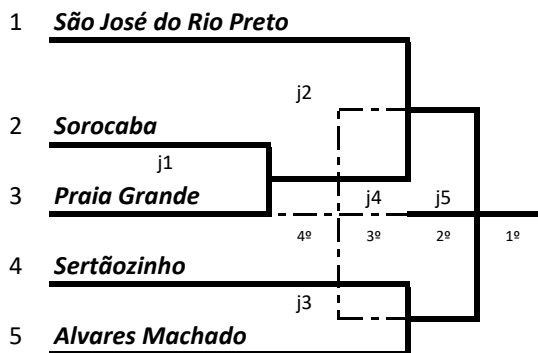 1 São José do Rio Preto
j2
2 Sorocaba
j1
3 Praia Grande
j4 j5
4º 3º 2º 1º
4 Sertãozinho
j3
5 Alvares Machado